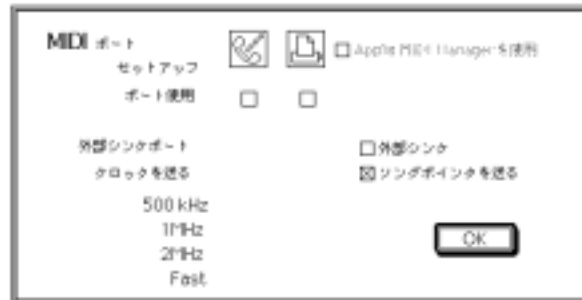 MIDI ポート
セットアップ
Apple MIDI Manager を使用
ポート使用
外部シンクポート
外部シンク
クロックを送る
ソングポインタを送る
500 kHz
1MHz
2MHz
Fast
OK